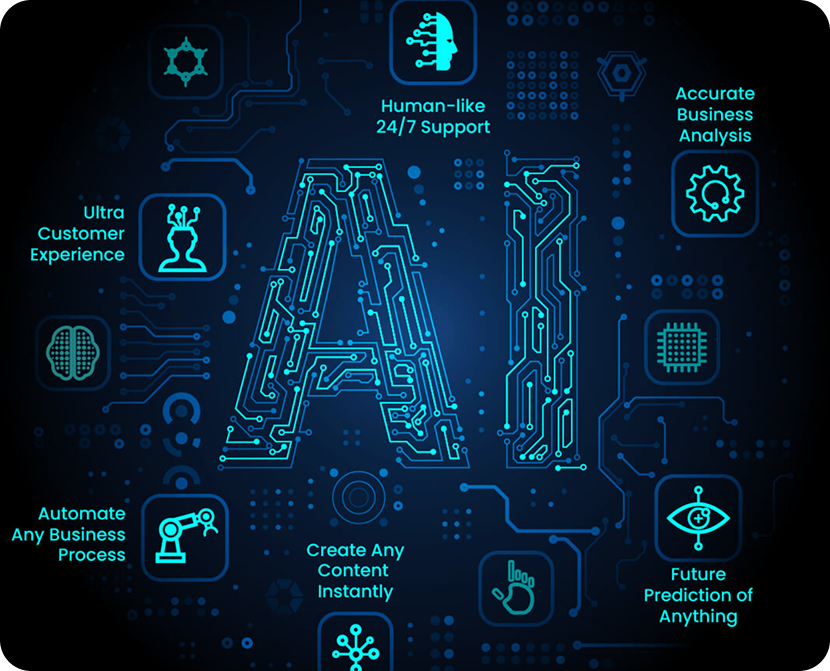 Human-like
24/7 Support
Accurate
Business
Analysis
Ultra
Customer
Experience
AI
Automate
Any Business
Process
Create Any
Content
Instantly
Future
Prediction of
Anything